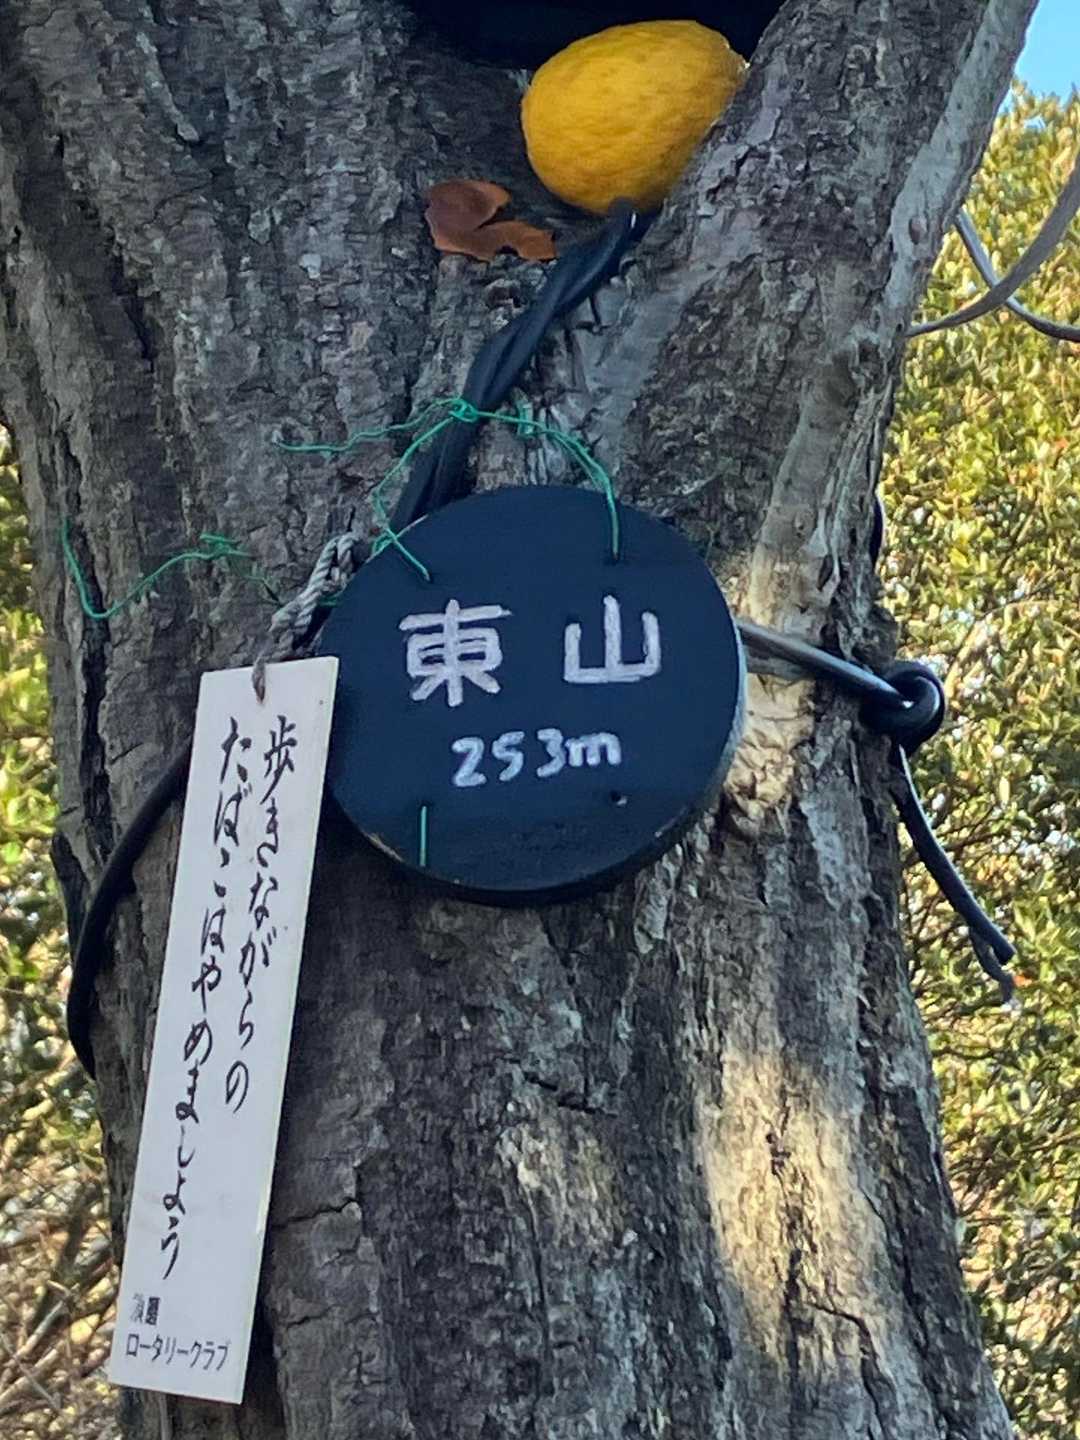 東山
253m
歩きながらの
たばこはやめましょう
ロータリークラブ